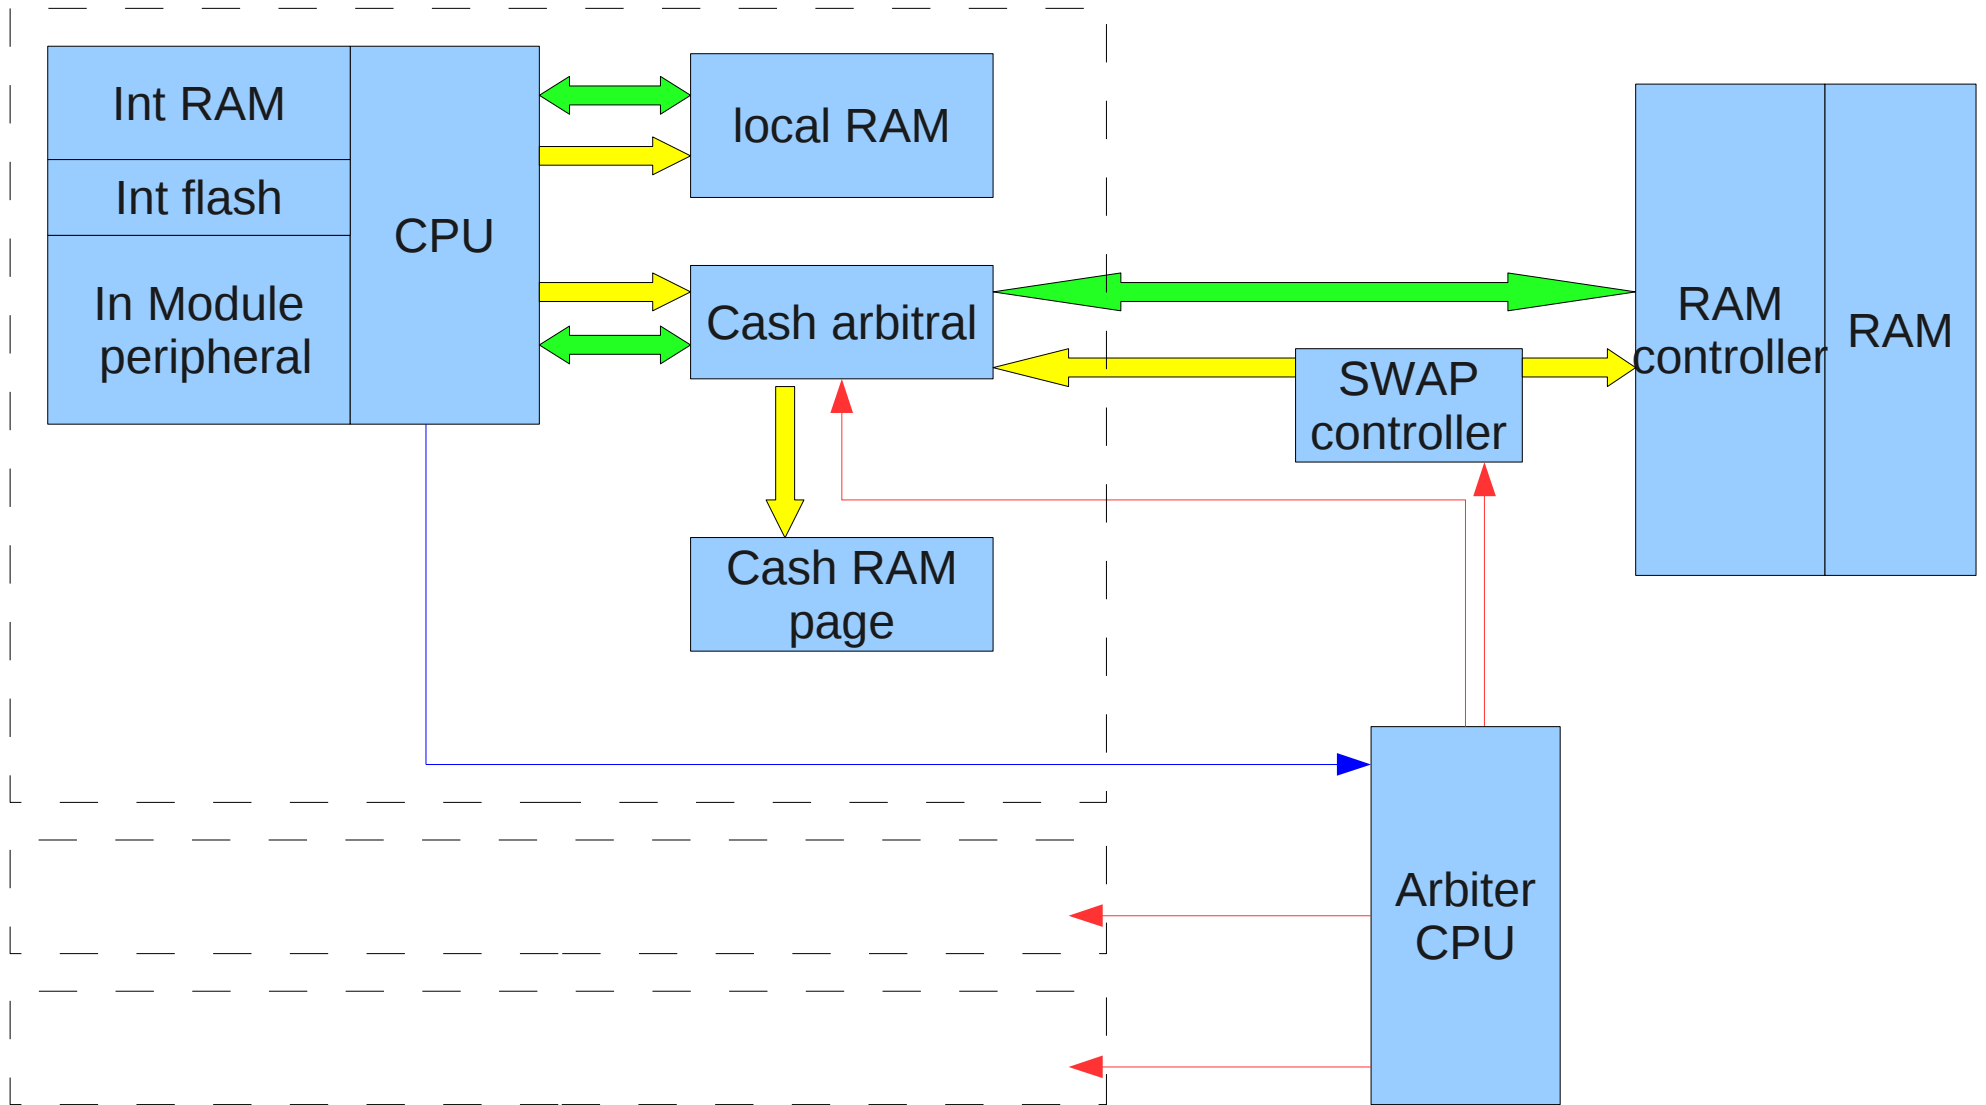 Int RAM
Int flash
In Module
peripheral
CPU
local RAM
Cash arbitral
Cash RAM
page
SWAP
controller
RAM
controller
RAM
Arbiter
CPU